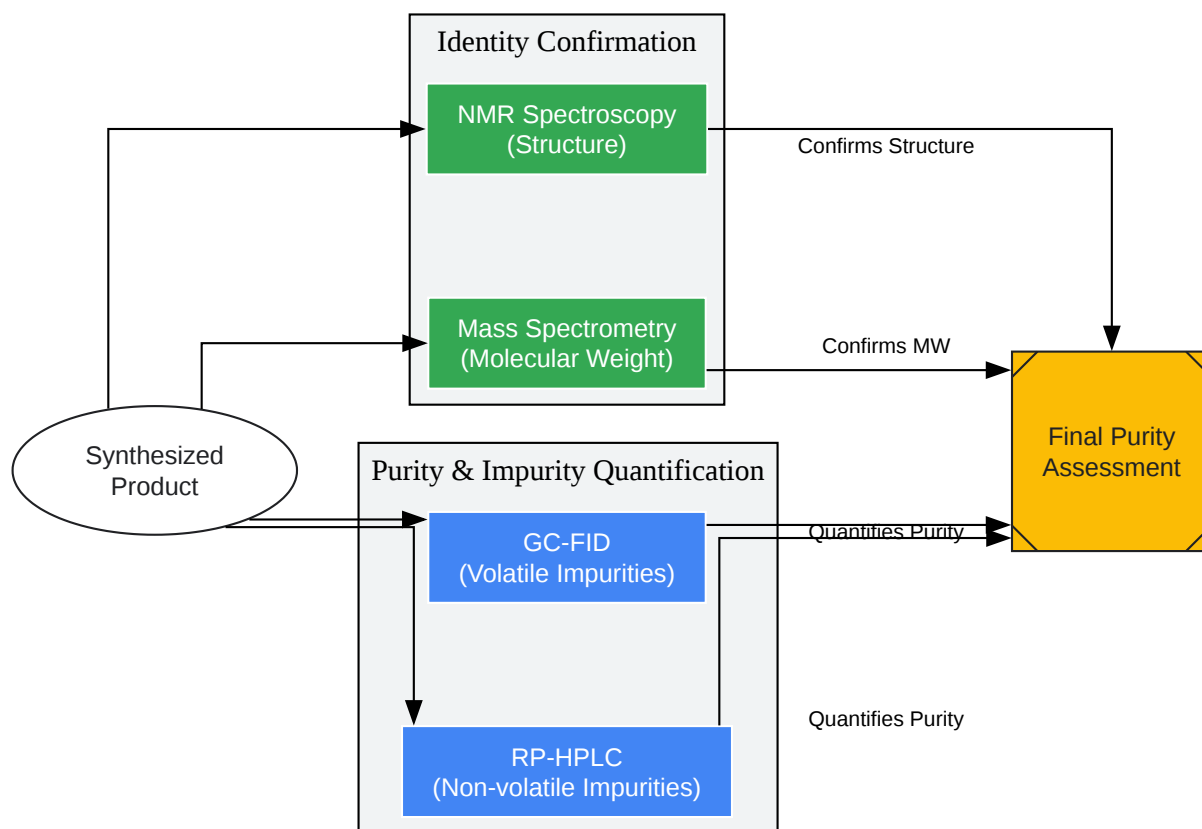 Identity Confirmation
NMR Spectroscopy
(Structure)
Confirms Structure
Mass Spectrometry
(Molecular Weight)
Confirms MW
Synthesized
Product
Purity & Impurity Quantification
GC-FID
(Volatile Impurities)
Quantifies Purity
Final Purity
Assessment
RP-HPLC
(Non-volatile Impurities)
Quantifies Purity